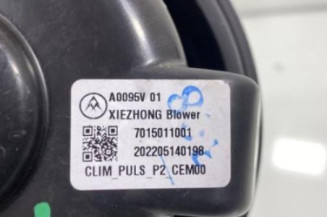 A0095V 01
XIEZHONG Blower
7015011001
202205140198
CLIM_PULS_P2_CEM00